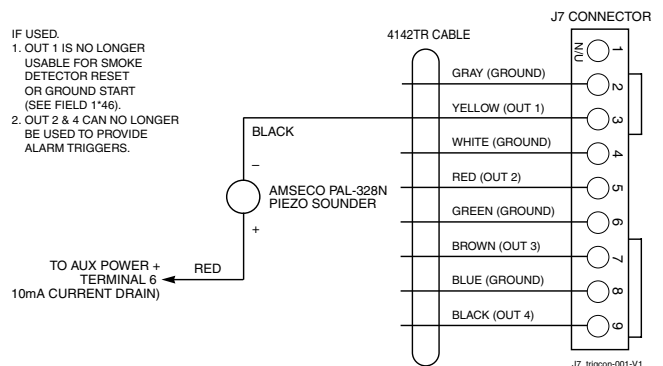 J7 CONNECTOR
IF USED.
1. OUT 1 IS NO LONGER
USABLE FOR SMOKE
DETECTOR RESET
OR GROUND START
(SEE FIELD 1*46).
2. OUT 2 & 4 CAN NO LONGER
BE USED TO PROVIDE
ALARM TRIGGERS.
4142TR CABLE
N/U
1
GRAY (GROUND)
2
YELLOW (OUT 1)
3
BLACK
WHITE (GROUND)
4
–
RED (OUT 2)
5
AMSECO PAL-328N
PIEZO SOUNDER
GREEN (GROUND)
6
+
BROWN (OUT 3)
7
TO AUX POWER +
TERMINAL 6
10mA CURRENT DRAIN)
RED
BLUE (GROUND)
8
BLACK (OUT 4)
9
J7_trigcon-001-V1